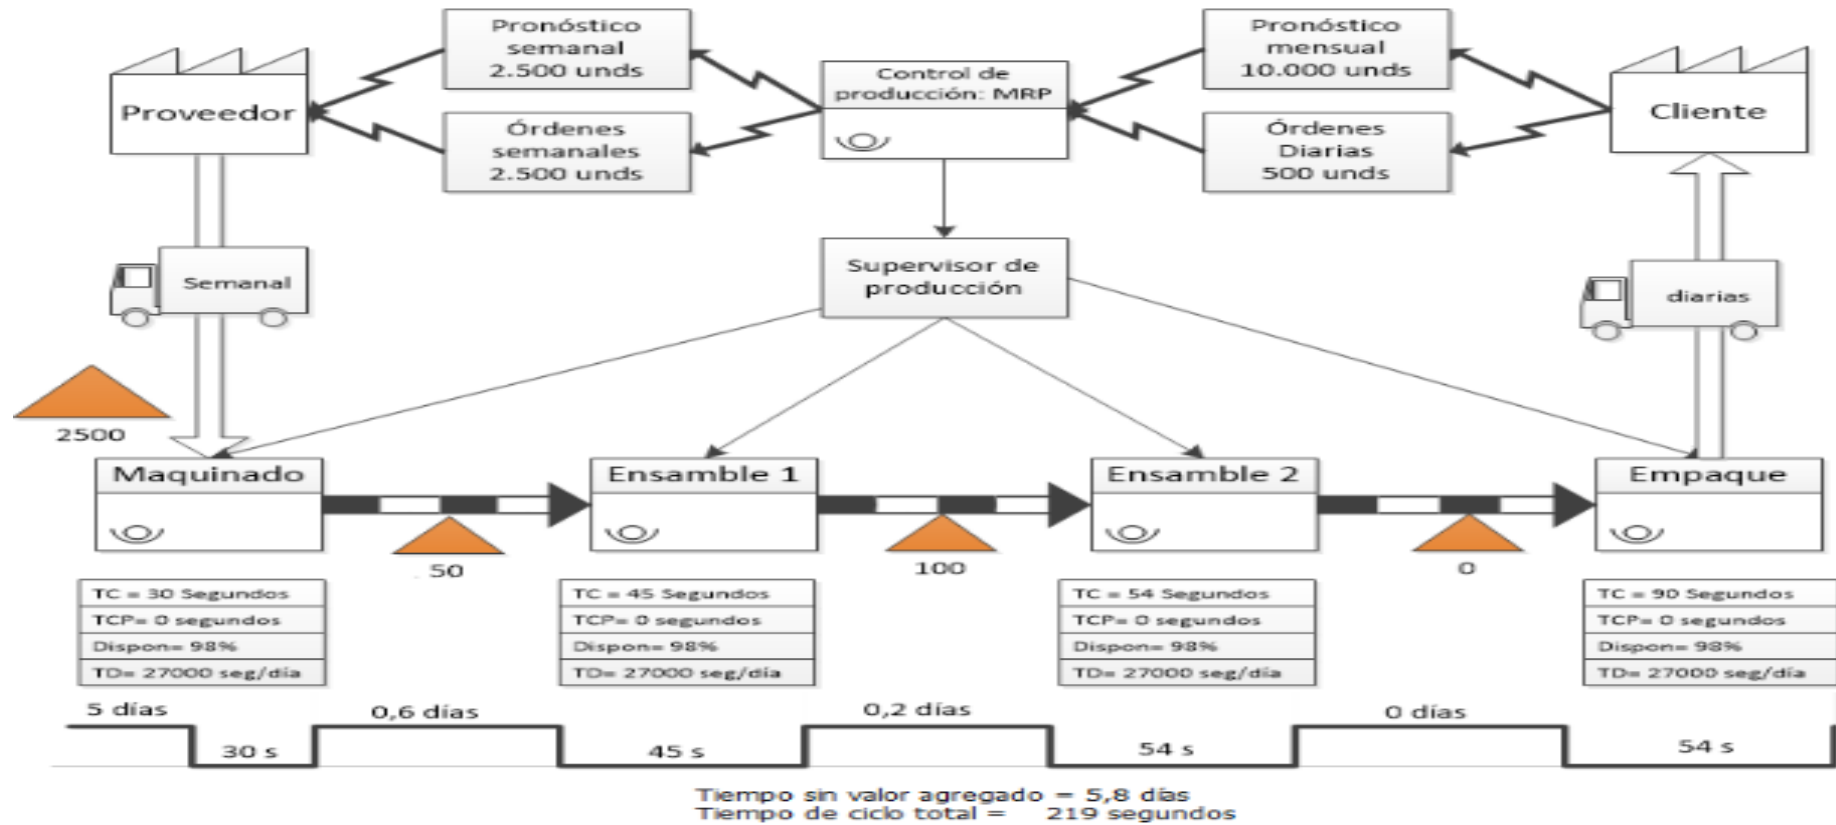 Pronóstico
semanal
2.500 unds
Pronóstico
mensual
10.000 unds
Control de
producción: MRP
Proveedor
Cliente
Órdenes
semanales
2.500 unds
Órdenes
Diarias
500 unds
Supervisor de
producción
Semanal
diarias
2500
Maquinado
Ensamble 1
Ensamble 2
Empaque
50
100
0
TC = 30 Segundos
TCP= 0 segundos
Dispon= 98%
TD= 27000 seg/día
TC = 45 Segundos
TCP= 0 segundos
Dispon= 98%
TD= 27000 seg/día
TC = 54 Segundos
TCP= 0 segundos
Dispon= 98%
TD= 27000 seg/día
TC = 90 Segundos
TCP= 0 segundos
Dispon= 98%
TD= 27000 seg/día
5 días
0,6 días
0,2 días
0 días
30 s
45 s
54 s
54 s
Tiempo sin valor agregado = 5,8 días
Tiempo de ciclo total = 219 segundos